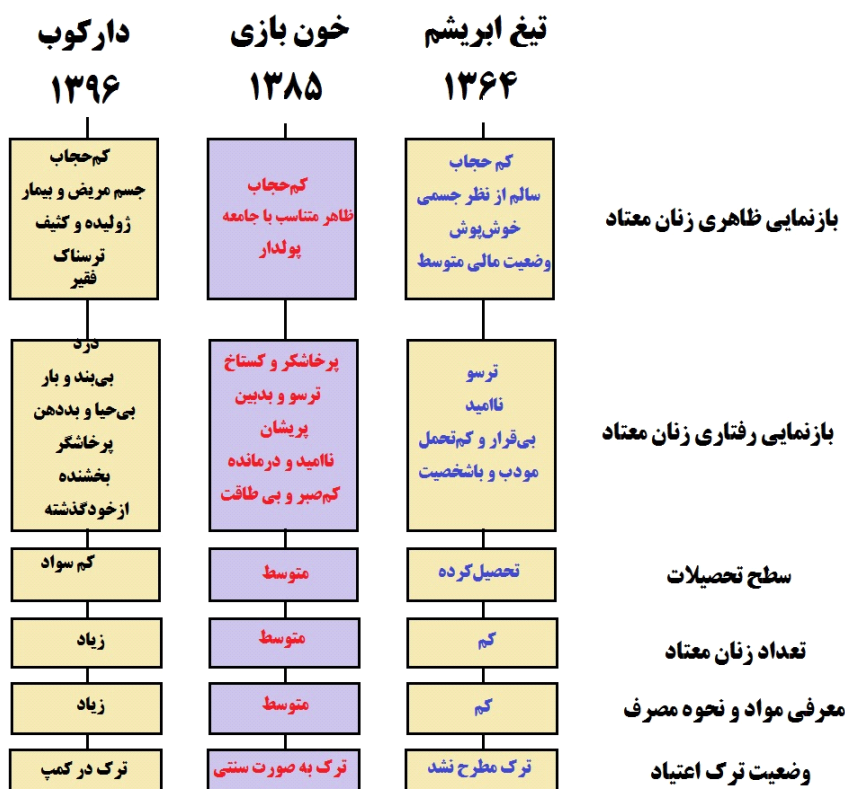 تیغ ابریشم
خون بازی
دارکوب
۱۳۶۴
۱۳۸۵
۱۳۹۶
بازنمایی ظاهری زنان معتاد
کم حجاب
سالم از نظر جسمی
خوش‌پوش
وضعیت مالی متوسط
کم‌حجاب
ظاهر متناسب با جامعه
پولدار
کم‌حجاب
جسم مریض و بیمار
ژولیده و کثیف
ترسناک
فقیر
بازنمایی رفتاری زنان معتاد
ترسو
ناامید
بی‌قرار و کم‌تحمل
مودب و باشخصیت
پرخاشکر و کستاخ
ترسو و بدبین
پریشان
ناامید و درمانده
کم‌صبر و بی طاقت
درد
بی‌بند و بار
بی‌حیا و بددهن
پرخاشگر
بخشنده
ازخودگذشته
سطح تحصیلات
تحصیل‌کرده
متوسط
کم سواد
تعداد زنان معتاد
کم
متوسط
زیاد
معرفی مواد و نحوه مصرف
کم
متوسط
زیاد
وضعیت ترک اعتیاد
ترک مطرح نشد
ترک به صورت سنتی
ترک در کمپ